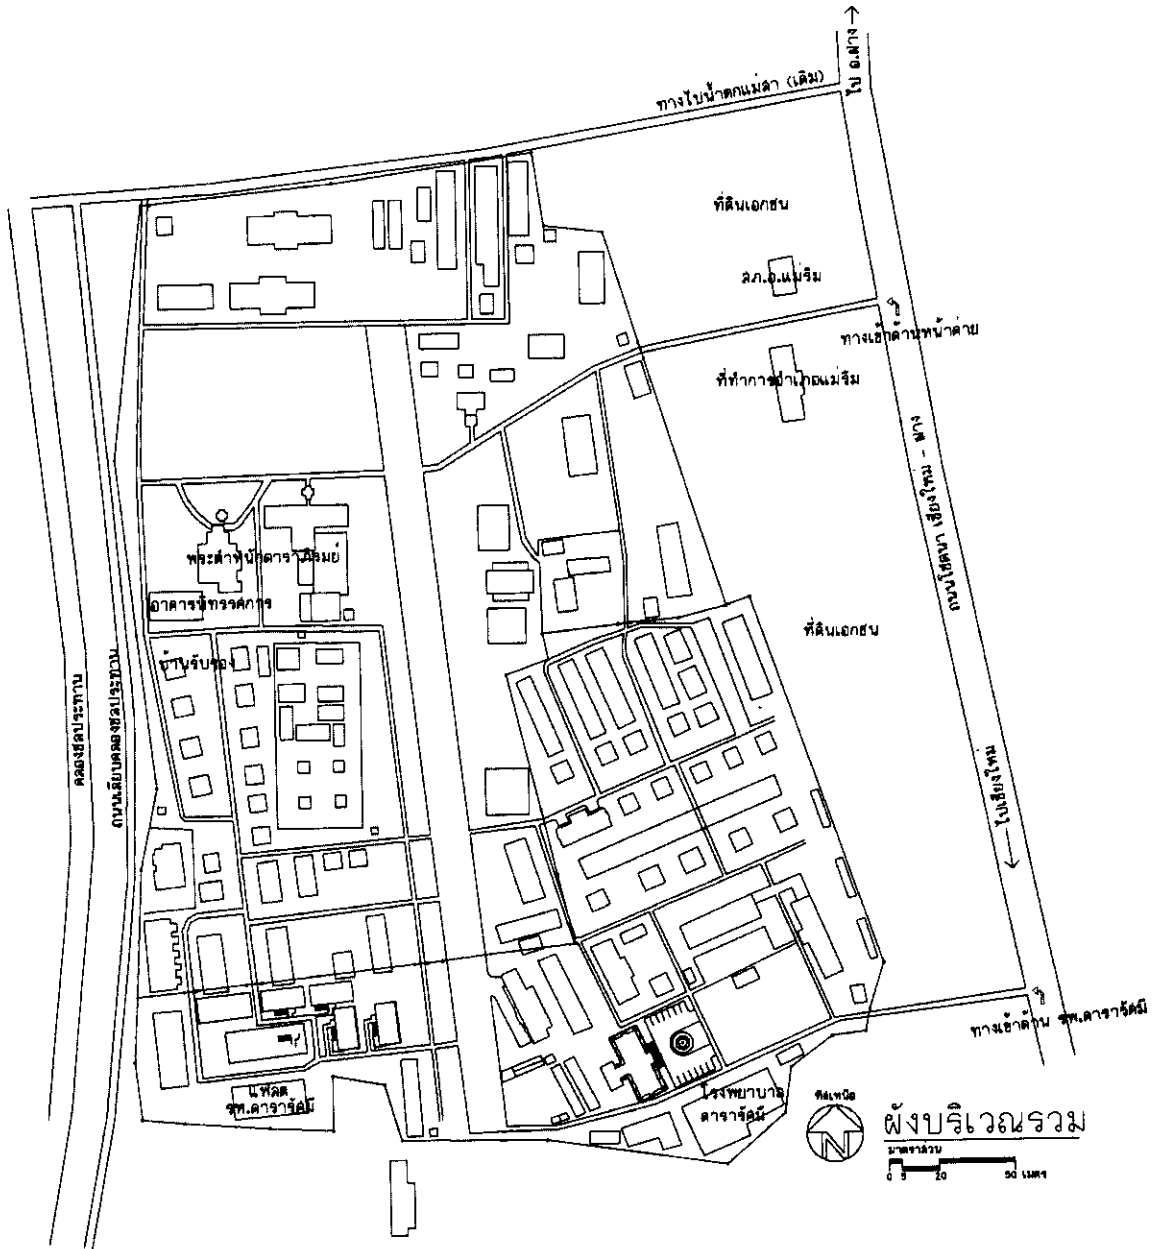 ไป อ.ฝาง
ทางไปน้ำตกแม่สา (เดิม)
ที่ดินเอกชน
สภ.อ.แม่ริม
ทางเข้าด้านหน้าค่าย
ที่ทำการอำเภอแม่ริม
ถนนโชตนา เชียงใหม่ - ฝาง
พระตำหนักดาราภิรมย์
อาคารนิทรรศการ
ที่ดินเอกชน
บ้านรับรอง
คลองชลประทาน
ถนนเลียบคลองชลประทาน
ไปเชียงใหม่
ทางเข้าด้าน รพ.ดารารัศมี
แฟลต
รพ.ดารารัศมี
โรงพยาบาล
ดารารัศมี
ทิศเหนือ
N
ผังบริเวณรวม
มาตราส่วน
0 5 20 50 เมตร